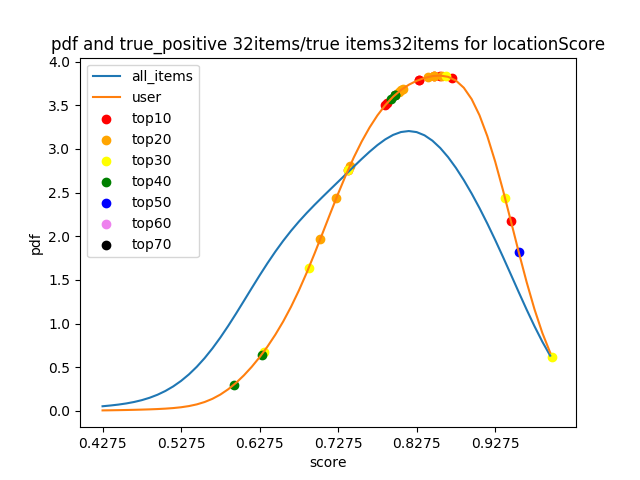 pdf and true_positive 32items/true items32items for locationScore
all_items
user
top10
top20
top30
top40
top50
top60
top70
pdf
4.0
3.5
3.0
2.5
2.0
1.5
1.0
0.5
0.0
0.4275 0.5275 0.6275 0.7275 0.8275 0.9275
score